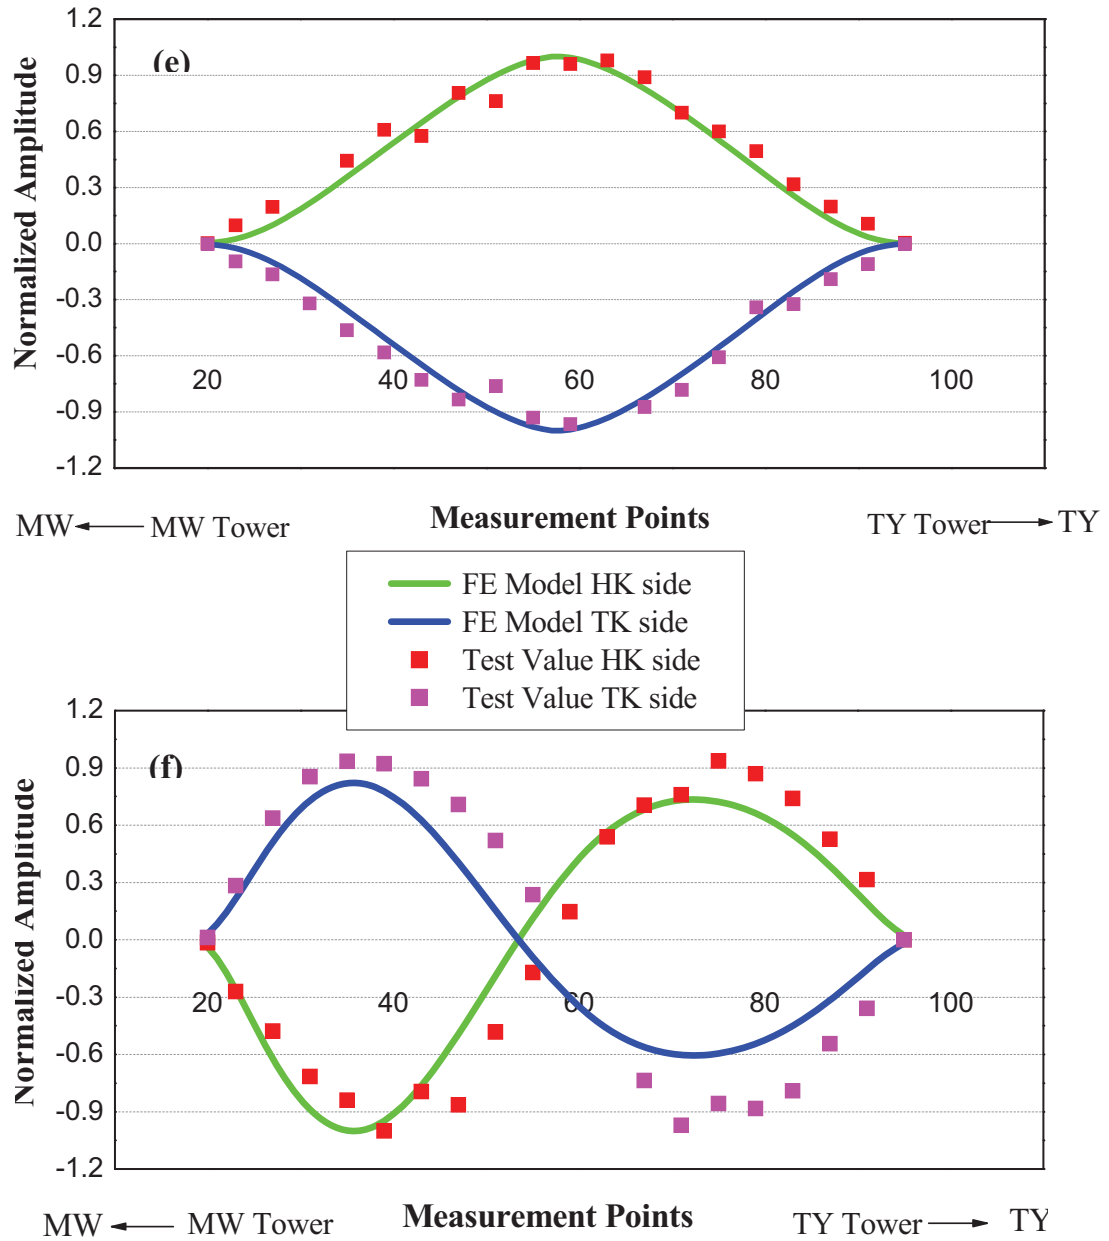 1.2
(e)
0.9
0.6
0.3
0.0
-0.3
-0.6
-0.9
-1.2
Normalized Amplitude
20 40 60 80 100
MW MW Tower Measurement Points TY Tower TY
FE Model HK side
FE Model TK side
Test Value HK side
Test Value TK side
1.2
(f)
0.9
0.6
0.3
0.0
-0.3
-0.6
-0.9
-1.2
Normalized Amplitude
20 40 60 80 100
MW MW Tower Measurement Points TY Tower TY